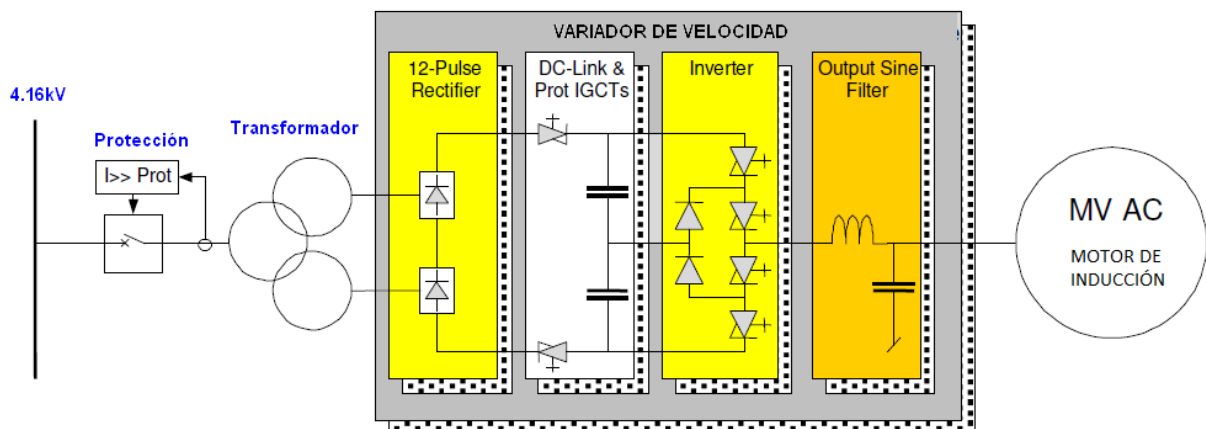 VARIADOR DE VELOCIDAD
4.16kV
Protección
I>> Prot
Transformador
12-Pulse
Rectifier
DC-Link &
Prot IGCTs
Inverter
Output Sine
Filter
MV AC
MOTOR DE
INDUCCIÓN